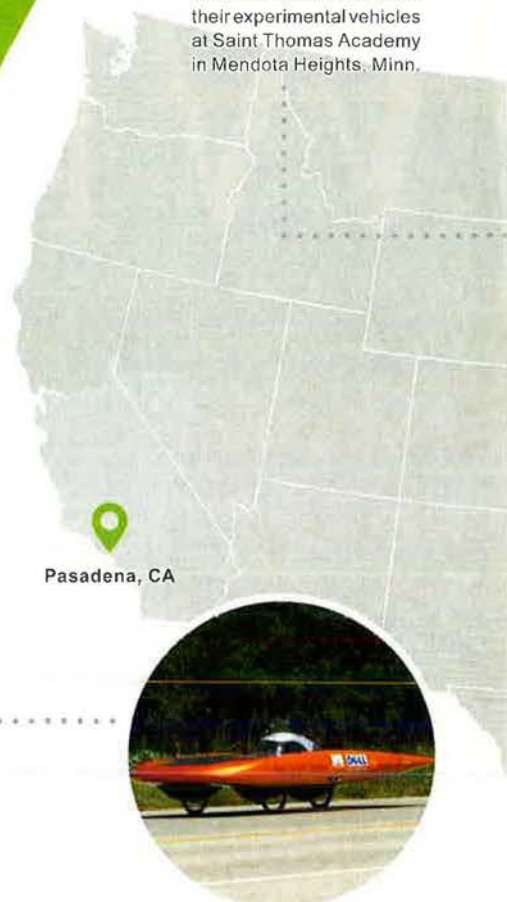 their experimental vehicles
at Saint Thomas Academy
in Mendota Heights, Minn.
Pasadena, CA